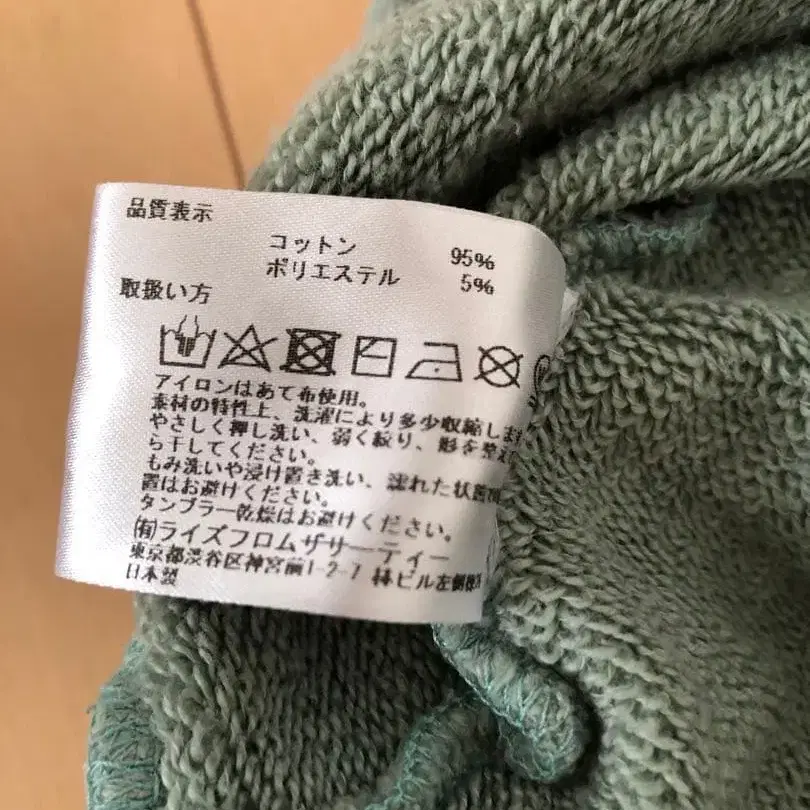 品質表示
コットン 95%
ポリエステル 5%
取扱い方
アイロンはあて布使用。
素材の特性上、洗濯により多少収縮します
やさしく押し洗い、弱く絞り、形を整え
ら干してください。
もみ洗いや浸け置き洗い、濡れた状態
置はお避けください。
タンブラー乾燥はお避けください。
㈲ライズフロムザサーティー
東京都渋谷区神宮前1-2-7 林ビル左側
日本製